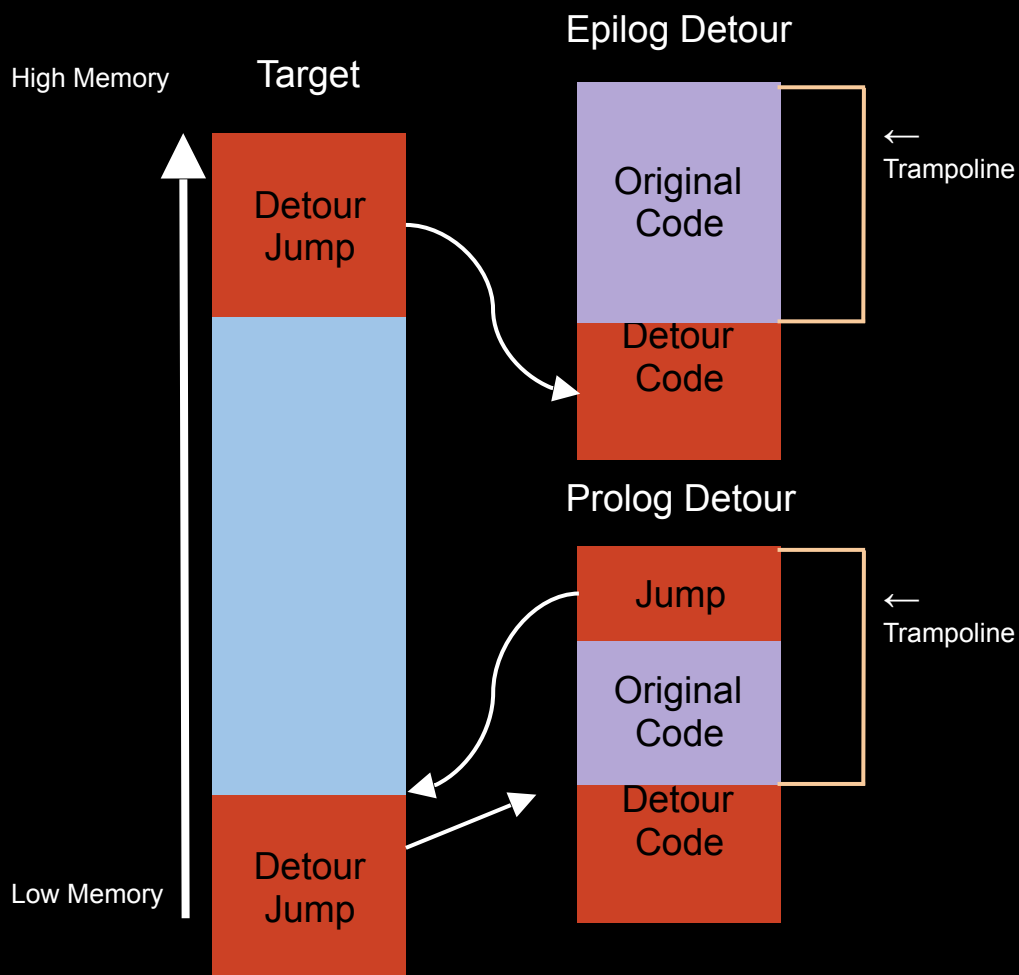 Epilog Detour
High Memory
Target
←
Trampoline
Detour
Jump
Original
Code
Detour
Code
Prolog Detour
Jump
←
Trampoline
Original
Code
Detour
Code
Low Memory
Detour
Jump